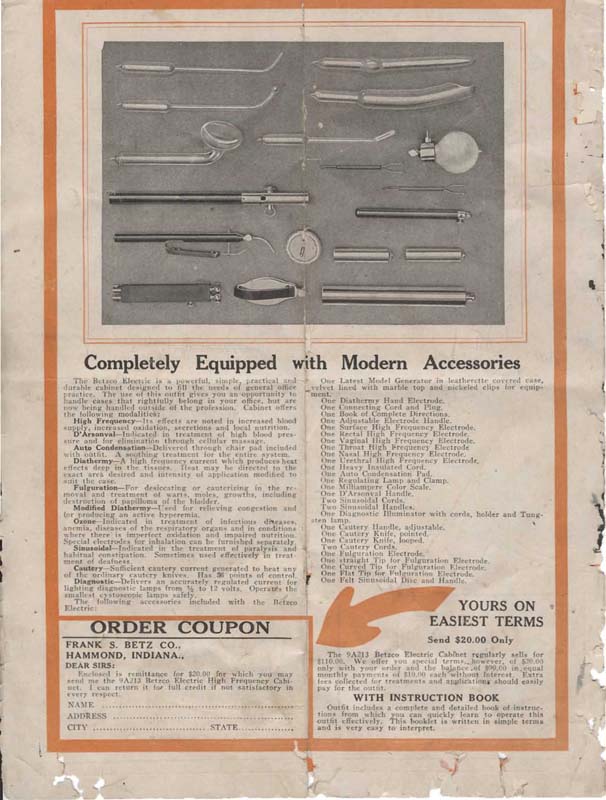 Completely Equipped with Modern Accessories
The Betzco Electric is a powerful, simple, practical and
durable cabinet designed to fill the needs of general office
practice. The use of this outfit gives you an opportunity to
handle cases that rightfully belong in your office, but are
now being handled outside of the profession. Cabinet offers
the following modalities:
High Frequency—Its effects are noted in increased blood
supply, increased oxidation, secretions and local nutrition.
D'Arsonval—Indicated in treatment of high blood pres-
sure and for elimination through cellular massage.
Auto Condensation—Delivered through chair pad included
with outfit. A soothing treatment for the entire system.
Diathermy—A high frequency current which produces heat
effects deep in the tissues. Heat may be directed to the
exact area desired and intensity of application modified to
suit the case.
Fulguration—For desiccating or cauterizing in the re-
moval and treatment of warts, moles, growths, including
destruction of papilloma of the bladder.
Modified Diathermy—Used for relieving congestion and
(or producing an active hyperemia.
Ozone—Indicated in treatment of infectious diseases,
anemia, diseases of the respiratory organs and in conditions
where there is imperfect oxidation and impaired nutrition.
Special electrodes for inhalation can be furnished separately.
Sinusoidal—Indicated in the treatment of paralysis and
habitual constipation. Sometimes used effectively in treat-
ment of deafness.
Cautery—Sufficient cautery current generated to heat any
of the ordinary cautery knives. Has 36 points of control.
Diagnostic—Delivers an accurately regulated current for
lighting diagnostic lamps from ½ to 12 volts. Operates the
smallest cystoscopic lamps safely.
The following accessories included with the Betzco
Electric:
One Latest Model Generator in leatherette covered case,
velvet lined with marble top and nickeled clips for equip-
ment.
One Diathermy Hand Electrode.
One Connecting Cord and Plug.
One Book of Complete Directions.
One Adjustable Electrode Handle.
One Surface High Frequency Electrode.
One Rectal High Frequency Electrode.
One Vaginal High Frequency Electrode.
One Throat High Frequency Electrode
One Nasal High Frequency Electrode.
One Urethral High Frequency Electrode.
One Heavy Insulated Cord.
One Auto Condensation Pad.
One Regulating Lamp and Clamp.
One Milliampere Color Scale.
One D'Arsonval Handle.
Two Sinusoidal Cords.
Two Sinusoidal Handles.
One Diagnostic Illuminator with cords, holder and Tung-
sten lamp.
One Cautery Handle, adjustable.
One Cautery Knife, pointed.
One Cautery Knife, looped.
Two Cautery Cords.
One Fulguration Electrode.
One straight Tip for Fulguration Electrode.
One Curved Tip for Fulguration Electrode.
One Flat Tip for Fulguration Electrode.
One Felt Sinusoidal Disc and Handle.
ORDER COUPON
FRANK S. BETZ CO.,
HAMMOND, INDIANA.,
DEAR SIRS:
Enclosed is remittance for $20.00 for which you may
send me the 9A213 Betzco Electric High Frequency Cabi-
net. I can return it for full credit if not satisfactory in
every respect.
NAME
ADDRESS
CITY STATE
YOURS ON
EASIEST TERMS
Send $20.00 Only
The 9A213 Betzco Electric Cabinet regularly sells for
$110.00. We offer you special terms, however, of $20.00
only with your order and the balance of $90.00 in equal
monthly payments of $10.00 each without interest. Extra
fees collected for treatments and applications should easily
pay for the outfit.
WITH INSTRUCTION BOOK
Outfit includes a complete and detailed book of instruc-
tions from which you can quickly learn to operate this
outfit effectively. This booklet is written in simple terms
and is very easy to interpret.